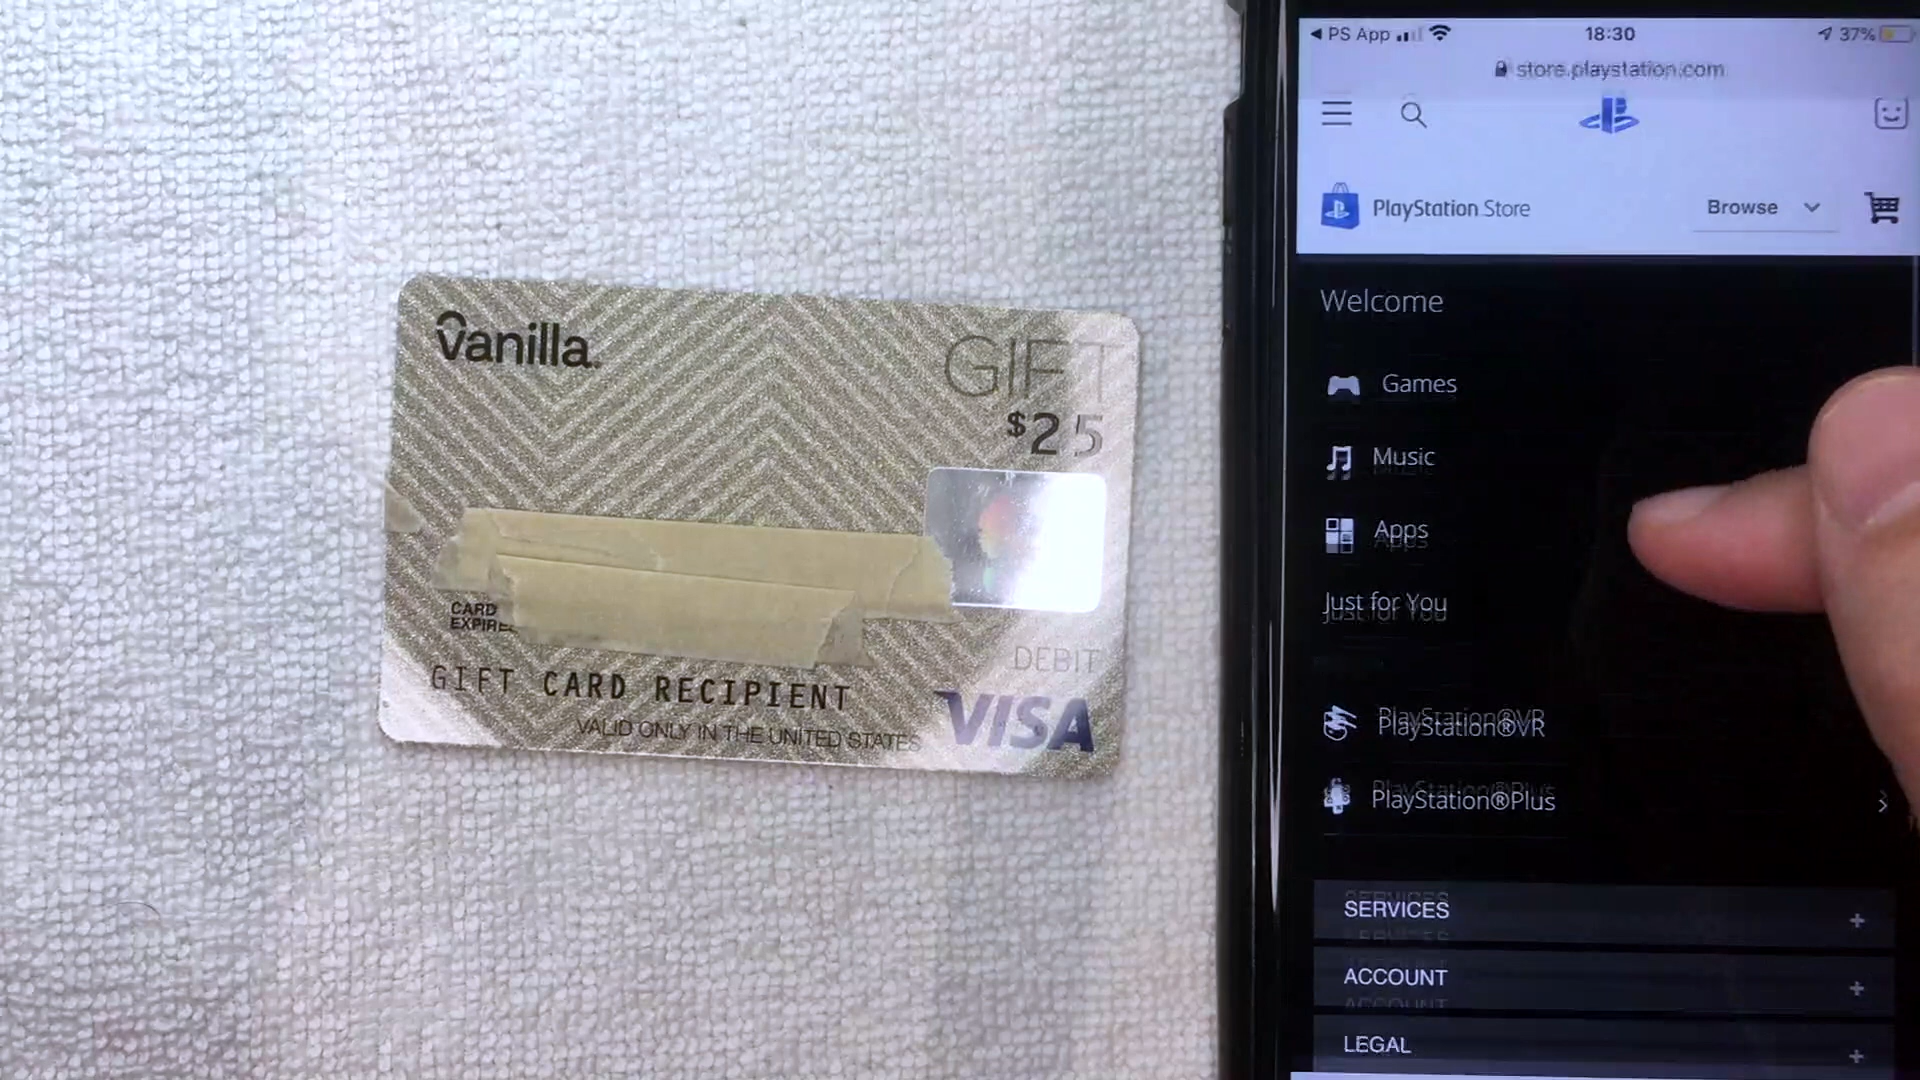 vanilla.
GIFT
$25
CARD
EXPIRES
GIFT CARD RECIPIENT
VALID ONLY IN THE UNITED STATES
DEBIT
VISA
PS App
18:30
37%
store.playstation.com
PlayStation Store
Browse
Welcome
Games
Music
Apps
Just for You
PlayStation®VR
PlayStation®Plus
SERVICES
ACCOUNT
LEGAL